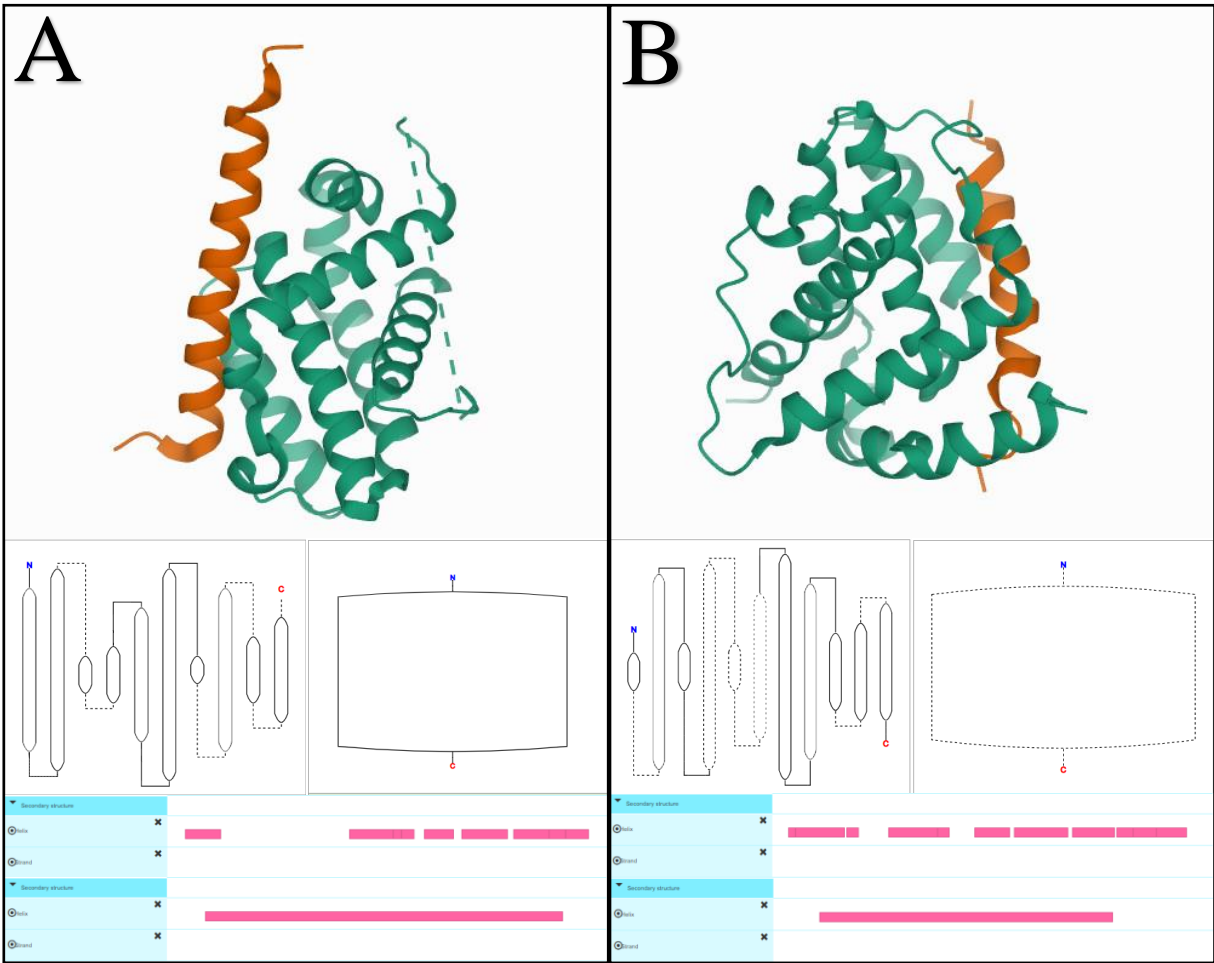 A
B
N
C
N
C
N
C
N
C
Secondary structure
Helix
Strand
Secondary structure
Helix
Strand
Secondary structure
Helix
Strand
Secondary structure
Helix
Strand